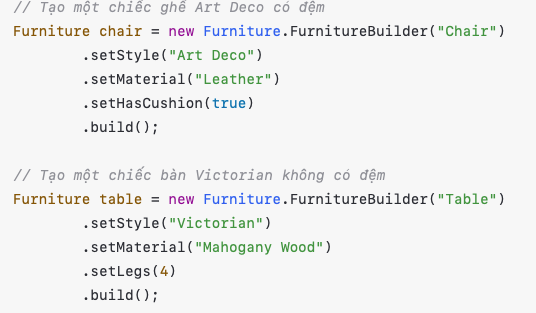 // Tạo một chiếc ghế Art Deco có đệm
Furniture chair = new Furniture.FurnitureBuilder("Chair")
        .setStyle("Art Deco")
        .setMaterial("Leather")
        .setHasCushion(true)
        .build();

// Tạo một chiếc bàn Victorian không có đệm
Furniture table = new Furniture.FurnitureBuilder("Table")
        .setStyle("Victorian")
        .setMaterial("Mahogany Wood")
        .setLegs(4)
        .build();